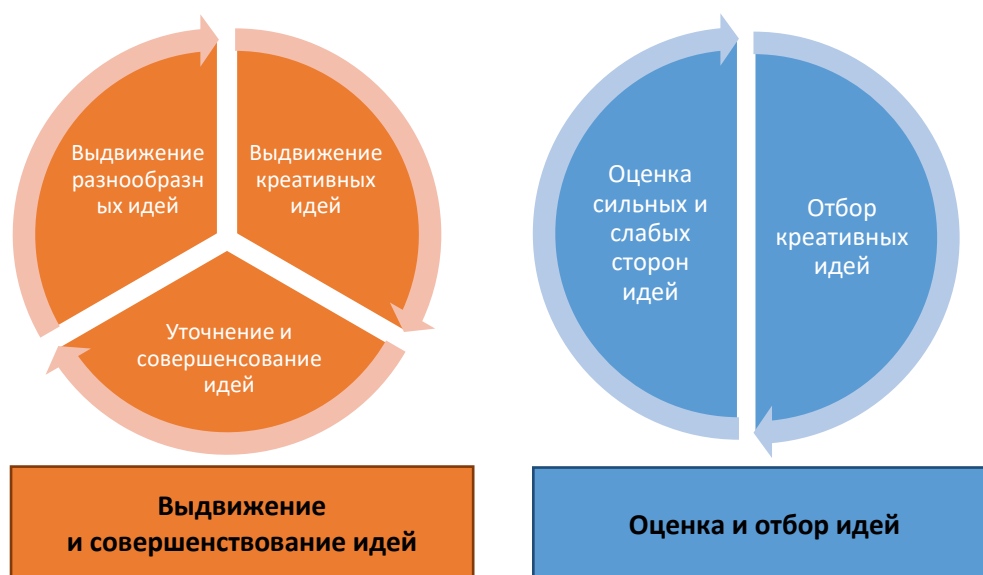 Выдвижение
разнообразн
ых идей
Выдвижение
креативных
идей
Уточнение и
совершенсование
идей
Выдвижение
и совершенствование идей
Оценка
сильных и
слабых
сторон
идей
Отбор
креативных
идей
Оценка и отбор идей